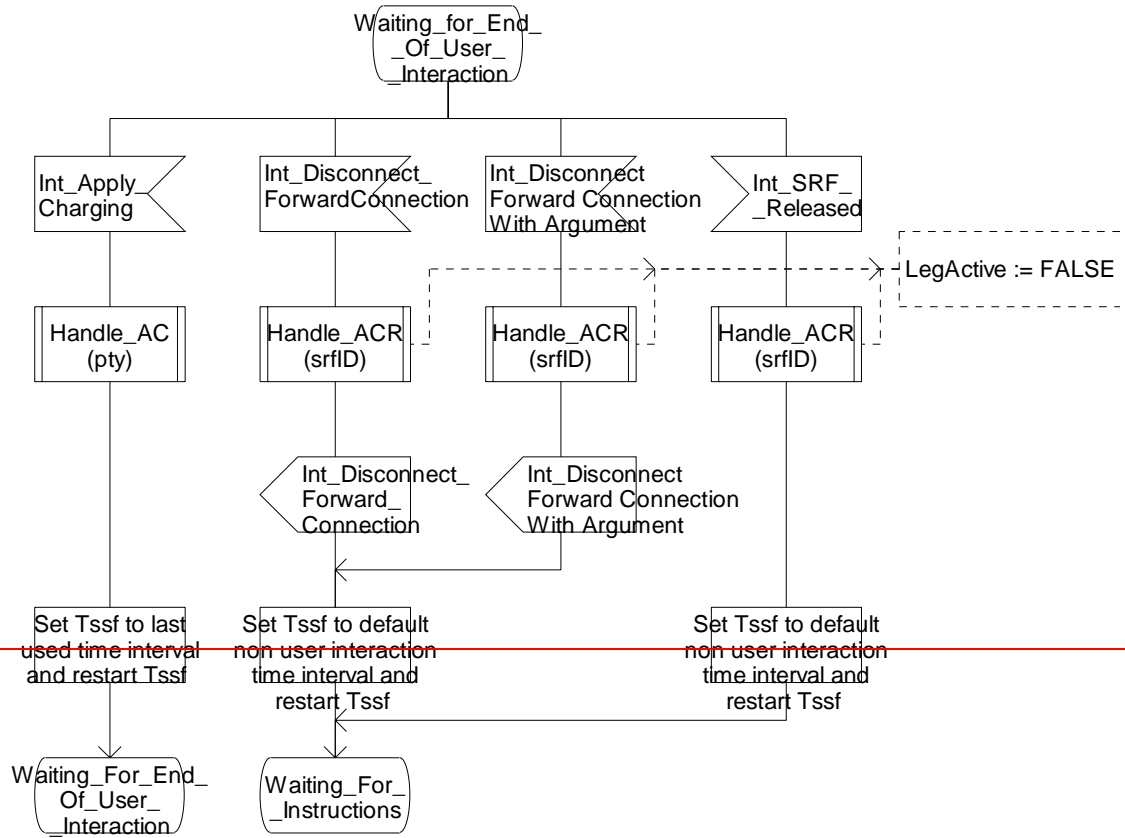 Waiting_for_End_
_Of_User_
_Interaction
Int_Apply_
Charging
Int_Disconnect_
ForwardConnection
Int_Disconnect
Forward Connection
With Argument
Int_SRF_
_Released
LegActive := FALSE
Handle_AC
(pty)
Handle_ACR
(srfID)
Handle_ACR
(srfID)
Handle_ACR
(srfID)
Int_Disconnect_
Forward_
Connection
Int_Disconnect
Forward Connection
With Argument
Set Tssf to last
used time interval
and restart Tssf
Set Tssf to default
non user interaction
time interval and
restart Tssf
Set Tssf to default
non user interaction
time interval and
restart Tssf
Waiting_For_End_
Of_User_
_Interaction
Waiting_For_
_Instructions